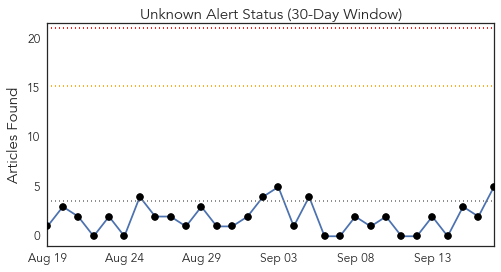 Unknown Alert Status (30-Day Window)
20
15
10
5
0
Articles Found
Aug 19 Aug 24 Aug 29 Sep 03 Sep 08 Sep 13